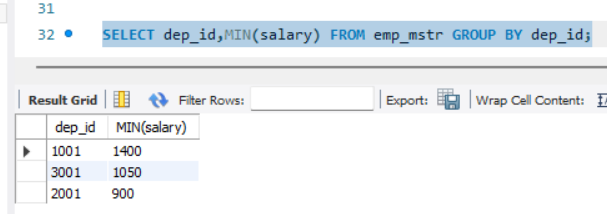 31
32 SELECT dep_id,MIN(salary) FROM emp_mstr GROUP BY dep_id;
Result Grid Filter Rows: Export: Wrap Cell Content:
dep_id MIN(salary)
1001 1400
3001 1050
2001 900